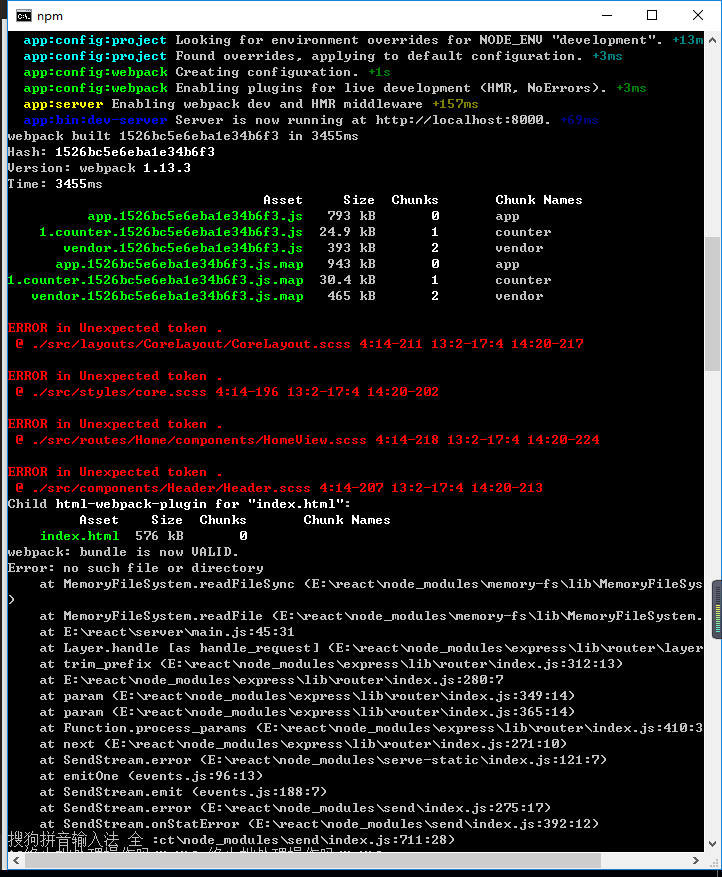 npm
app:config:project Looking for environment overrides for NODE_ENV "development". +13m
app:config:project Found overrides, applying to default configuration. +3ms
app:config:webpack Creating configuration. +1s
app:config:webpack Enabling plugins for live development (HMR, NoErrors). +3ms
app:server Enabling webpack dev and HMR middleware +157ms
app:bin:dev-server Server is now running at http://localhost:8000. +69ms
webpack built 1526bc5e6eba1e34b6f3 in 3455ms
Hash: 1526bc5e6eba1e34b6f3
Version: webpack 1.13.3
Time: 3455ms
Asset Size Chunks Chunk Names
app.1526bc5e6eba1e34b6f3.js 793 kB 0 app
1.counter.1526bc5e6eba1e34b6f3.js 24.9 kB 1 counter
vendor.1526bc5e6eba1e34b6f3.js 393 kB 2 vendor
app.1526bc5e6eba1e34b6f3.js.map 943 kB 0 app
1.counter.1526bc5e6eba1e34b6f3.js.map 30.4 kB 1 counter
vendor.1526bc5e6eba1e34b6f3.js.map 465 kB 2 vendor
ERROR in Unexpected token .
@ ./src/layouts/CoreLayout/CoreLayout.scss 4:14-211 13:2-17:4 14:20-217
ERROR in Unexpected token .
@ ./src/styles/core.scss 4:14-196 13:2-17:4 14:20-202
ERROR in Unexpected token .
@ ./src/routes/Home/components/HomeView.scss 4:14-218 13:2-17:4 14:20-224
ERROR in Unexpected token .
@ ./src/components/Header/Header.scss 4:14-207 13:2-17:4 14:20-213
Child html-webpack-plugin for "index.html":
Asset Size Chunks Chunk Names
index.html 576 kB 0
webpack: bundle is now VALID.
Error: no such file or directory
at MemoryFileSystem.readFileSync (E:\react\node_modules\memory-fs\lib\MemoryFileSys
)
at MemoryFileSystem.readFile (E:\react\node_modules\memory-fs\lib\MemoryFileSystem.
at E:\react\server\main.js:45:31
at Layer.handle [as handle_request] (E:\react\node_modules\express\lib\router\layer
at trim_prefix (E:\react\node_modules\express\lib\router\index.js:312:13)
at E:\react\node_modules\express\lib\router\index.js:280:7
at param (E:\react\node_modules\express\lib\router\index.js:349:14)
at param (E:\react\node_modules\express\lib\router\index.js:365:14)
at Function.process_params (E:\react\node_modules\express\lib\router\index.js:410:3
at next (E:\react\node_modules\express\lib\router\index.js:271:10)
at SendStream.error (E:\react\node_modules\serve-static\index.js:121:7)
at emitOne (events.js:96:13)
at SendStream.emit (events.js:188:7)
at SendStream.error (E:\react\node_modules\send\index.js:275:17)
at SendStream.onStatError (E:\react\node_modules\send\index.js:392:12)
搜狗拼音输入法 全 :ct\node_modules\send\index.js:711:28)